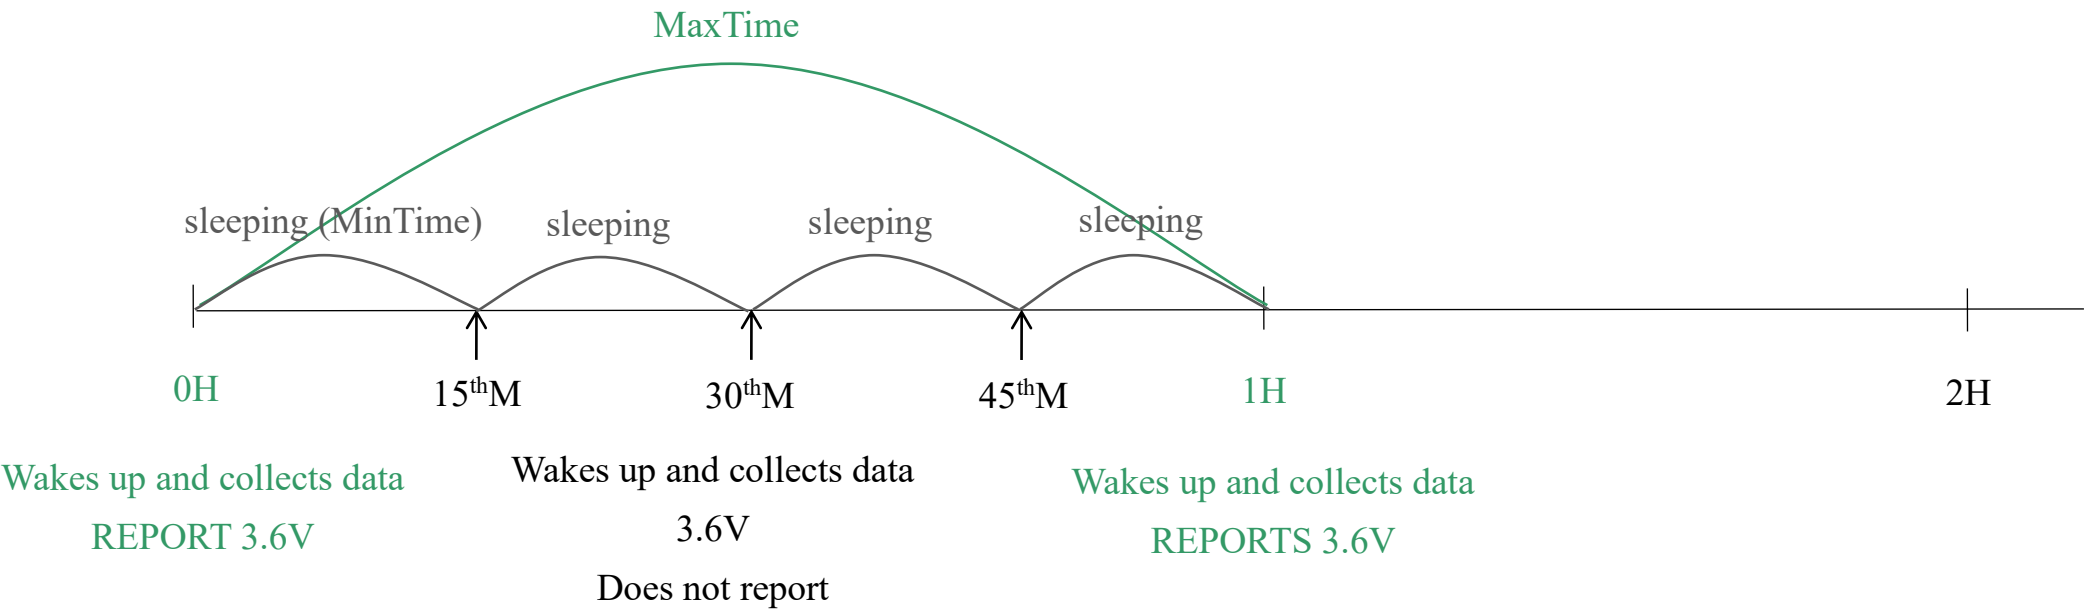 MaxTime
sleeping (MinTime)
sleeping
sleeping
sleeping
0H
15thM
30thM
45thM
1H
2H
Wakes up and collects data
REPORT 3.6V
Wakes up and collects data
3.6V
Does not report
Wakes up and collects data
REPORTS 3.6V